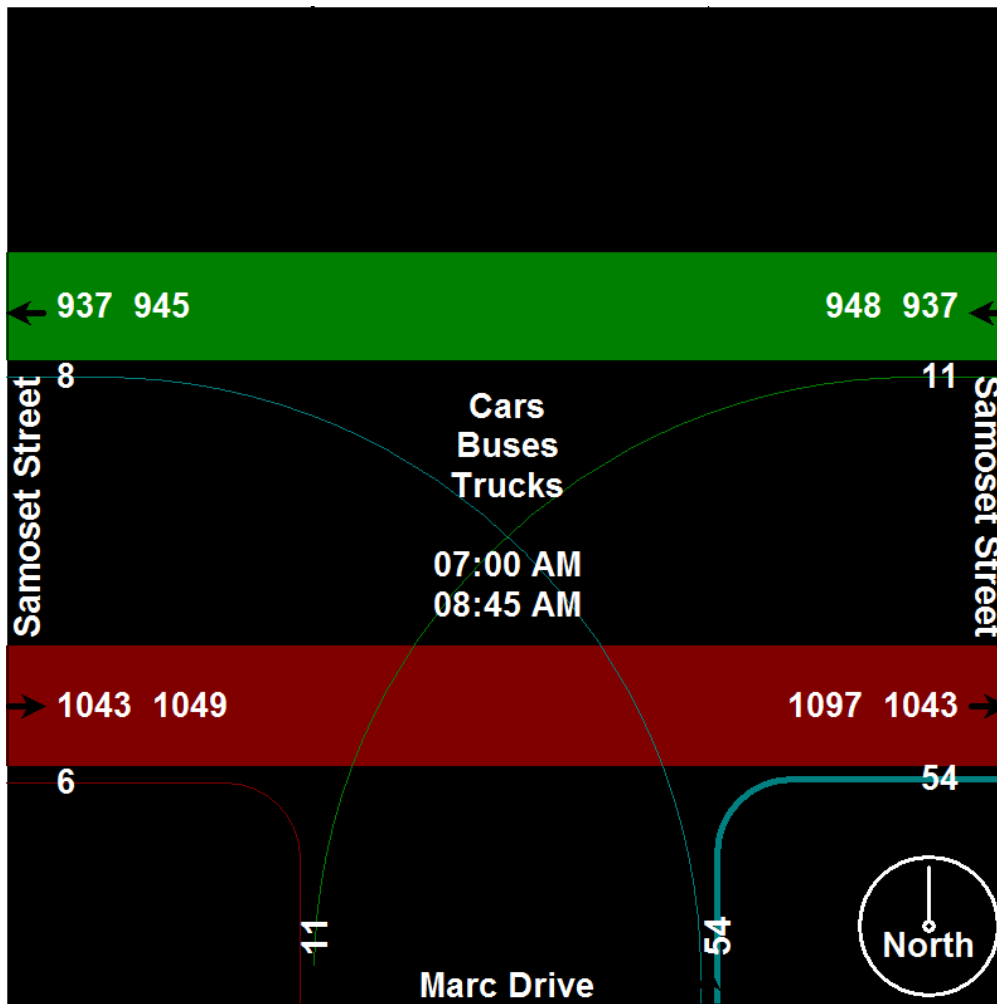 937 945
948 937
8
11
Samoset Street
Cars
Buses
Trucks
Samoset Street
07:00 AM
08:45 AM
1043 1049
1097 1043
6
54
11
54
North
Marc Drive